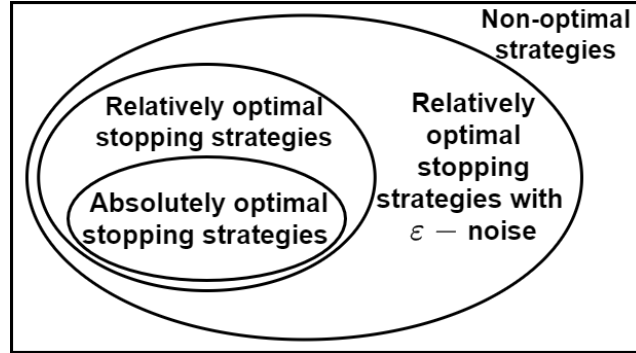 Non-optimal
strategies
Relatively optimal
stopping strategies
Relatively
optimal
stopping
strategies with
ε − noise
Absolutely optimal
stopping strategies